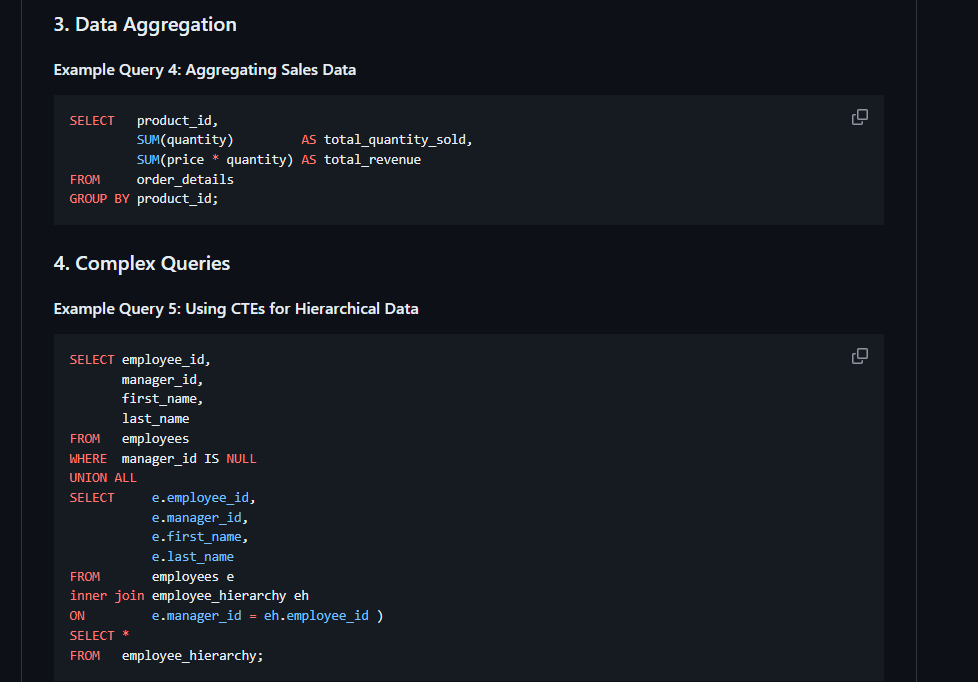 3. Data Aggregation
Example Query 4: Aggregating Sales Data
SELECT   product_id,
         SUM(quantity)         AS total_quantity_sold,
         SUM(price * quantity) AS total_revenue
FROM     order_details
GROUP BY product_id;
4. Complex Queries
Example Query 5: Using CTEs for Hierarchical Data
SELECT employee_id,
       manager_id,
       first_name,
       last_name
FROM   employees
WHERE  manager_id IS NULL
UNION ALL
SELECT     e.employee_id,
           e.manager_id,
           e.first_name,
           e.last_name
FROM       employees e
inner join employee_hierarchy eh
ON         e.manager_id = eh.employee_id )
SELECT *
FROM   employee_hierarchy;